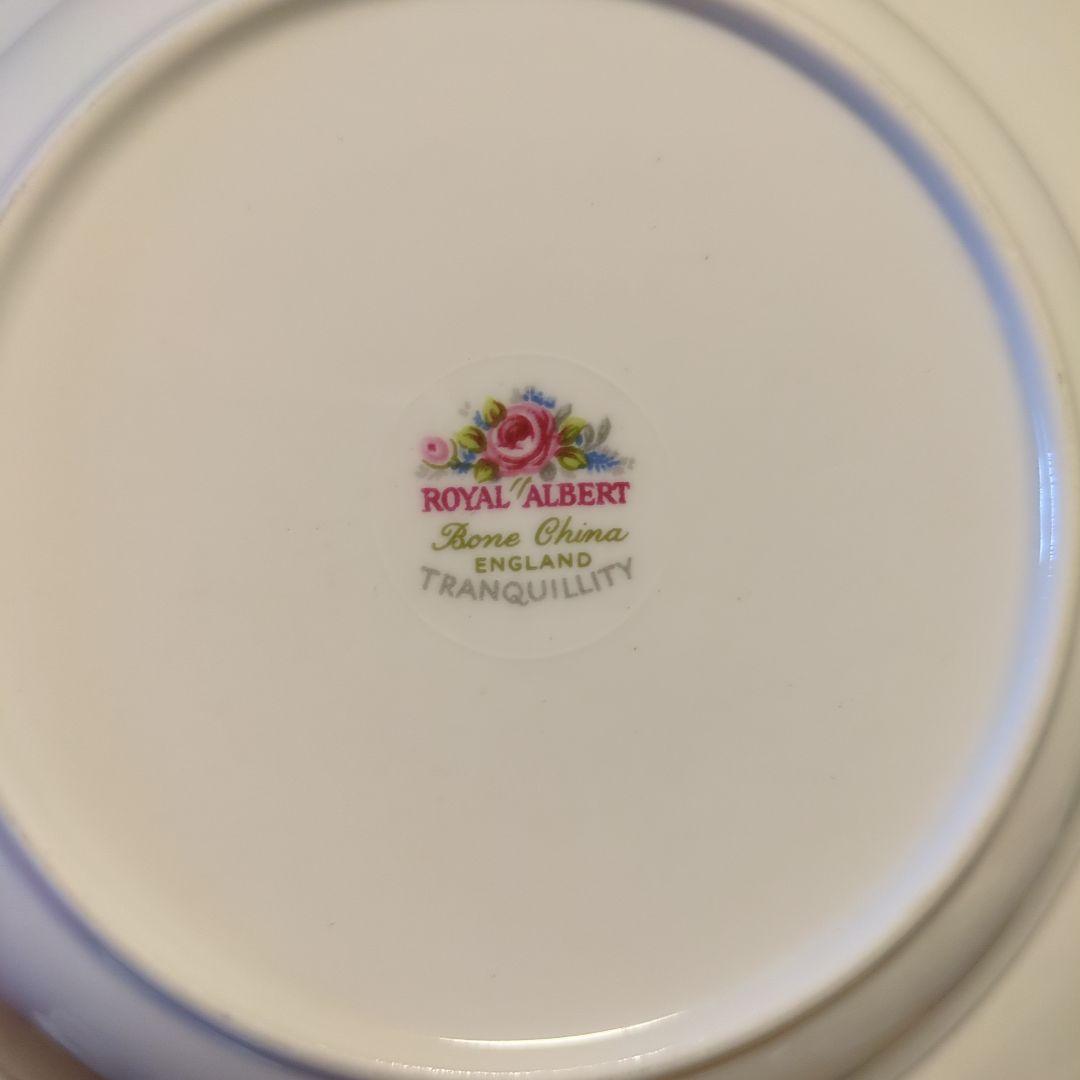 ROYAL ALBERT
Bone China
ENGLAND
TRANQUILLITY